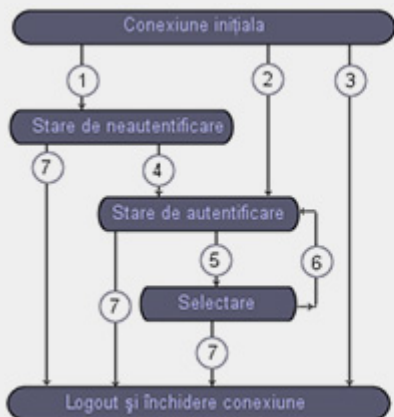 Conexiune inițiala
1
2
3
Stare de neautentificare
7
4
Stare de autentificare
5
6
7
Selectare
7
Logout și închidere conexiune